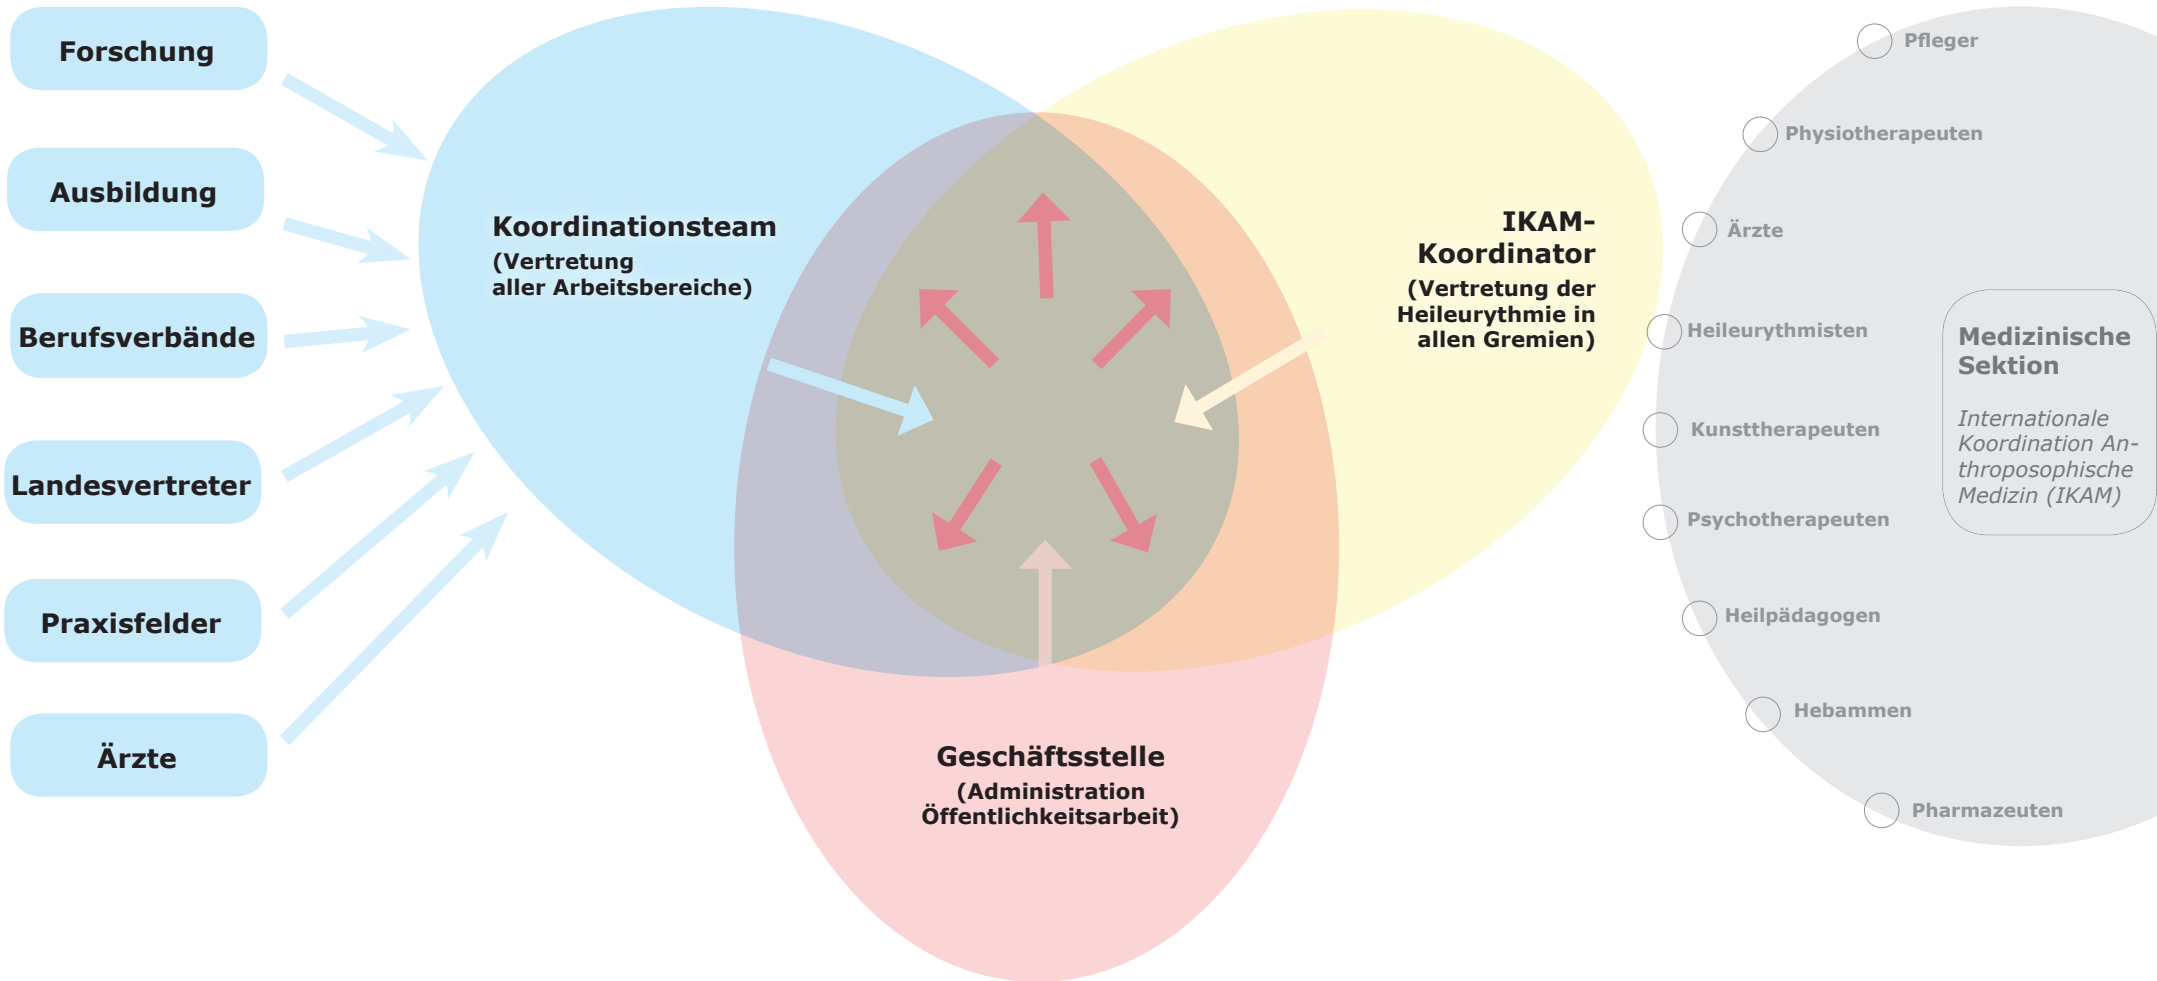 Forschung
Ausbildung
Berufsverbände
Landesvertreter
Praxisfelder
Ärzte
Koordinationsteam
(Vertretung
aller Arbeitsbereiche)
IKAM-
Koordinator
(Vertretung der
Heileurythmie in
allen Gremien)
Geschäftsstelle
(Administration
Öffentlichkeitsarbeit)
Pfleger
Physiotherapeuten
Ärzte
Heileurythmisten
Kunsttherapeuten
Psychotherapeuten
Heilpädagogen
Hebammen
Pharmazeuten
Medizinische
Sektion
Internationale
Koordination An-
throposophische
Medizin (IKAM)